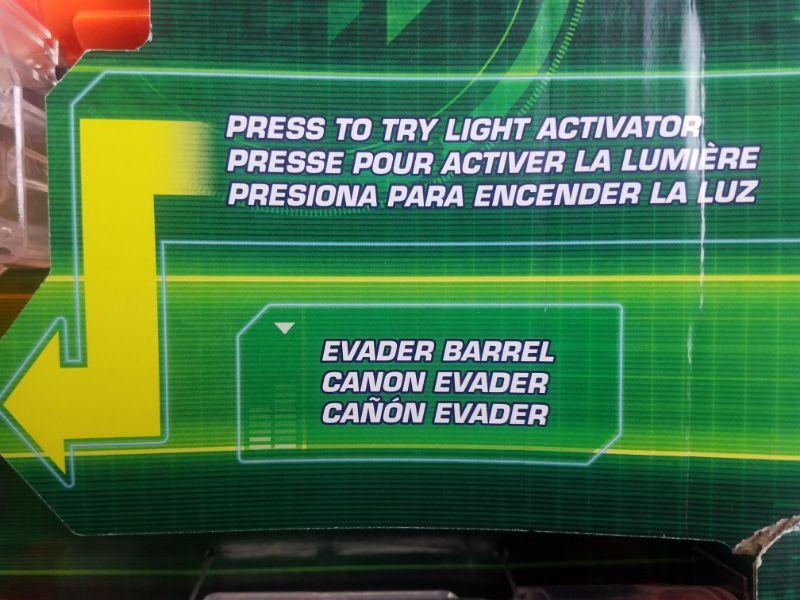 PRESS TO TRY LIGHT ACTIVATOR
PRESSE POUR ACTIVER LA LUMIÈRE
PRESIONA PARA ENCENDER LA LUZ
EVADER BARREL
CANON EVADER
CAÑÓN EVADER